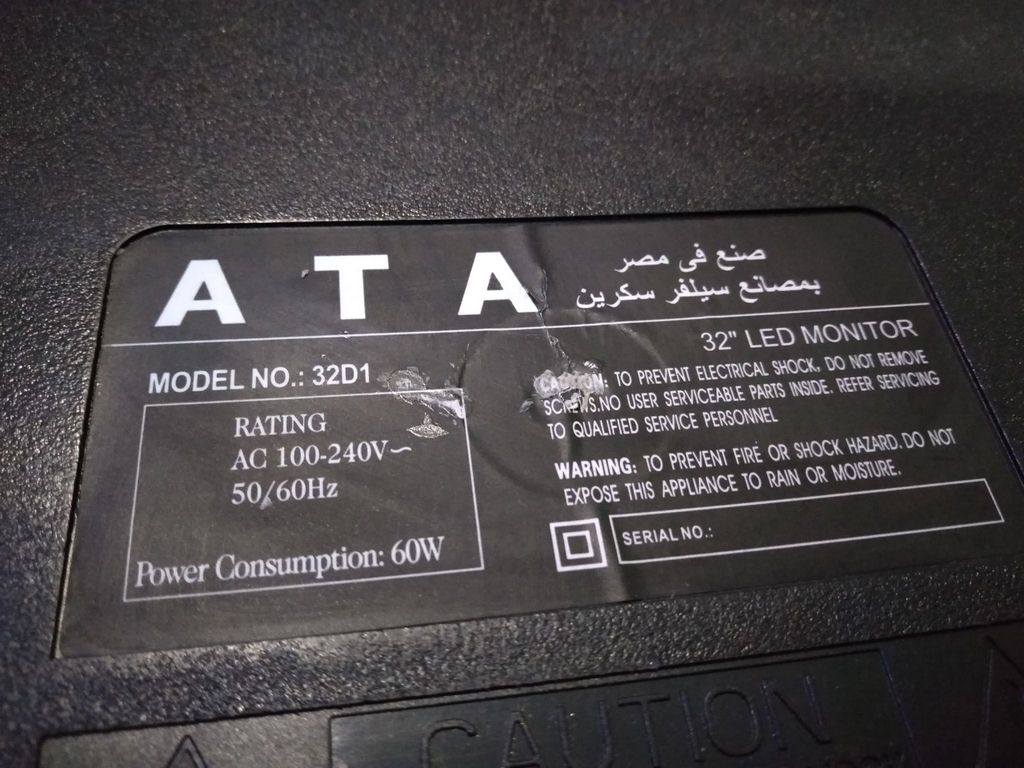 ATA
صنع فى مصر
بمصانع سيلفر سكرين
32" LED MONITOR
MODEL NO.: 32D1
RATING
AC 100-240V~
50/60Hz
Power Consumption: 60W
CAUTION: TO PREVENT ELECTRICAL SHOCK, DO NOT REMOVE
SCREWS.NO USER SERVICEABLE PARTS INSIDE. REFER SERVICING
TO QUALIFIED SERVICE PERSONNEL
WARNING: TO PREVENT FIRE OR SHOCK HAZARD.DO NOT
EXPOSE THIS APPLIANCE TO RAIN OR MOISTURE.
SERIAL NO.:
CAUTION